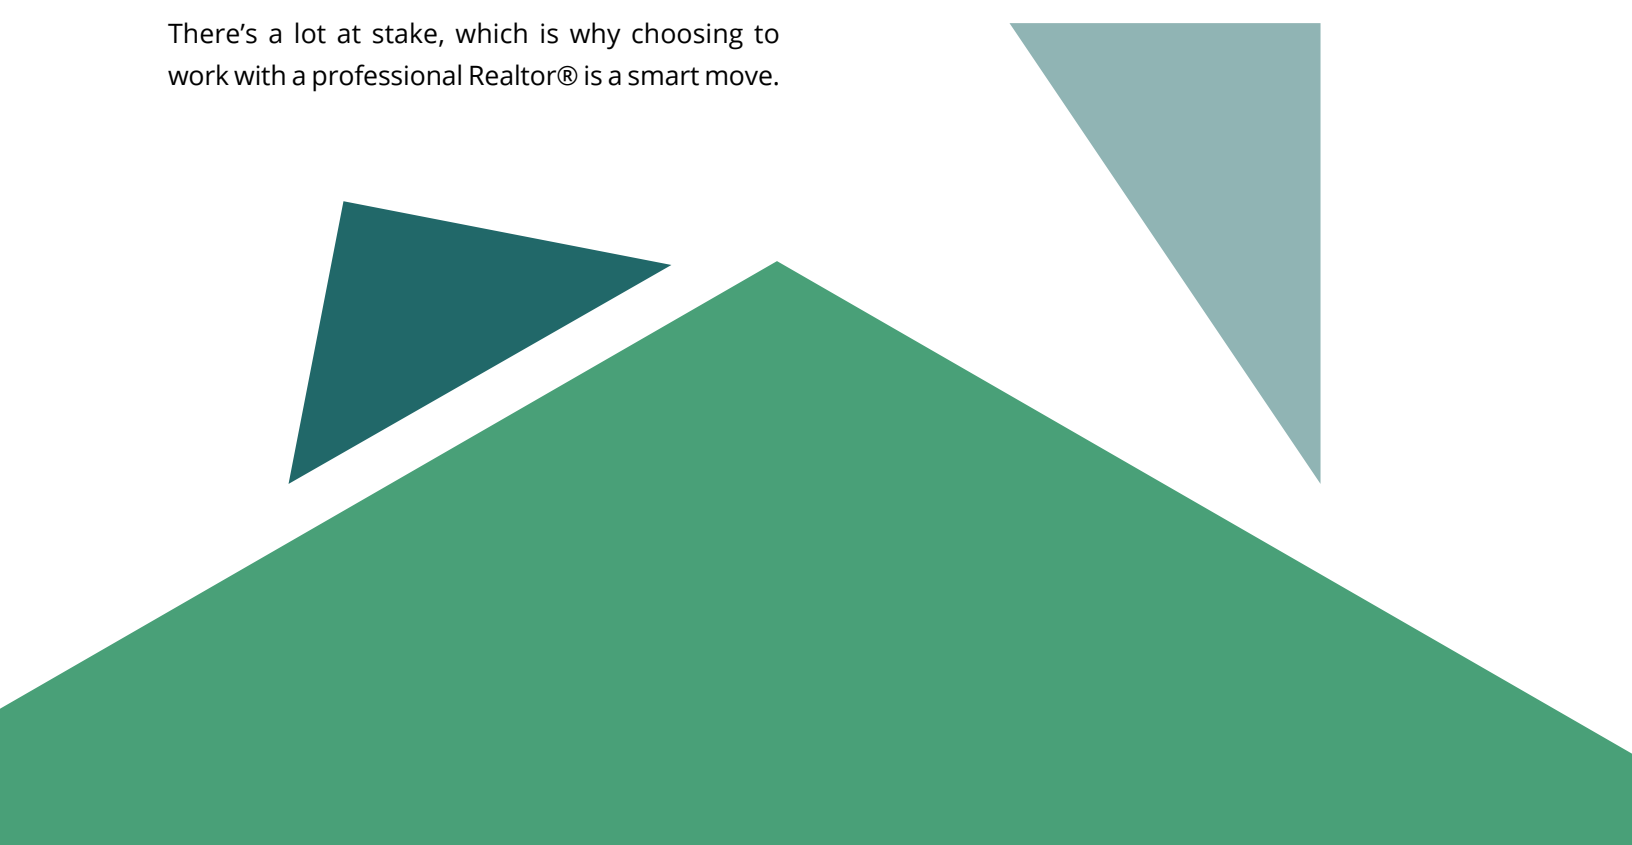 There’s a lot at stake, which is why choosing to
work with a professional Realtor® is a smart move.